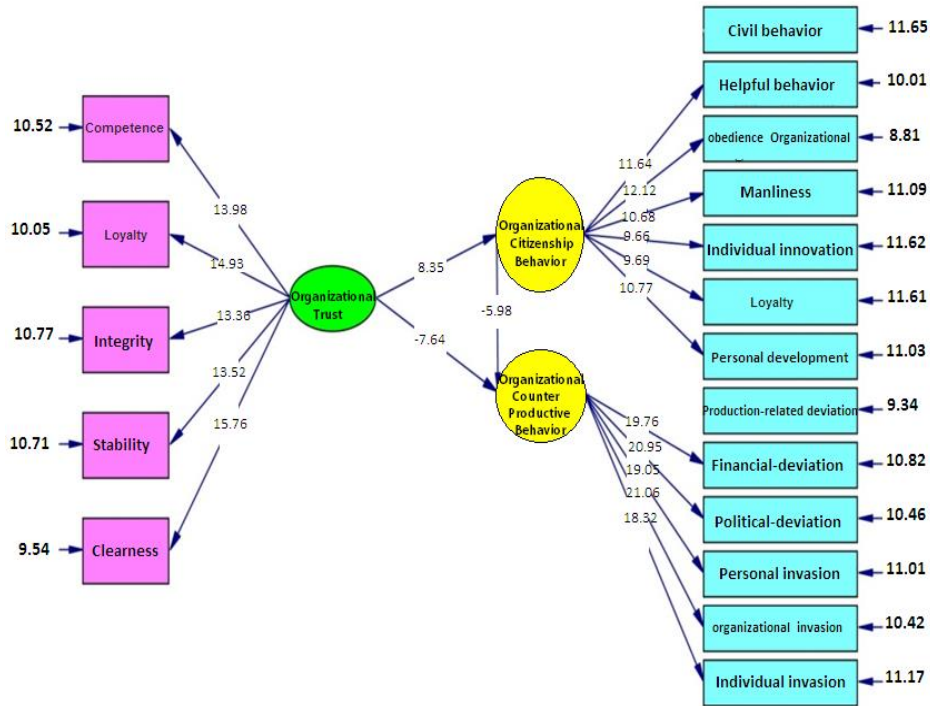 10.52
Competence
10.05
Loyalty
10.77
Integrity
10.71
Stability
9.54
Clearness
13.98
14.93
13.36
13.52
15.76
Organizational
Trust
8.35
-7.64
-5.98
Organizational
Citizenship
Behavior
Organizational
Counter
Productive
Behavior
11.64
12.12
10.68
9.66
9.69
10.77
19.76
20.95
19.05
21.06
18.32
Civil behavior
11.65
Helpful behavior
10.01
obedience Organizational
8.81
Manliness
11.09
Individual innovation
11.62
Loyalty
11.61
Personal development
11.03
Production-related deviation
9.34
Financial-deviation
10.82
Political-deviation
10.46
Personal invasion
11.01
organizational invasion
10.42
Individual invasion
11.17